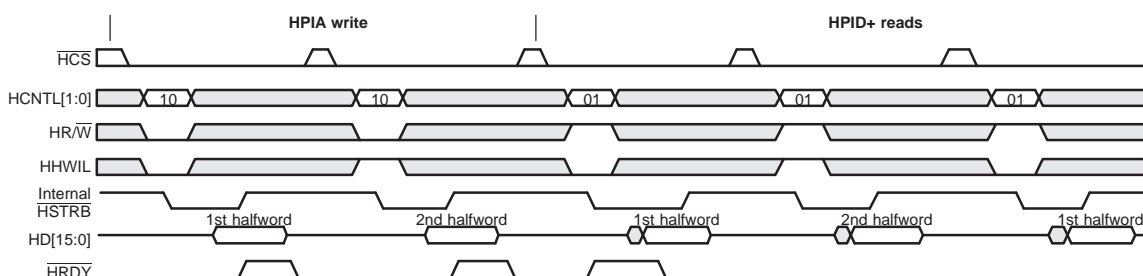 HPIA write HPID+ reads
HCS
HCNTL[1:0] 10 10 01 01 01
HR/W
HHWIL
Internal
HSTRB
1st halfword 2nd halfword 1st halfword 2nd halfword 1st halfword
HD[15:0]
HRDY